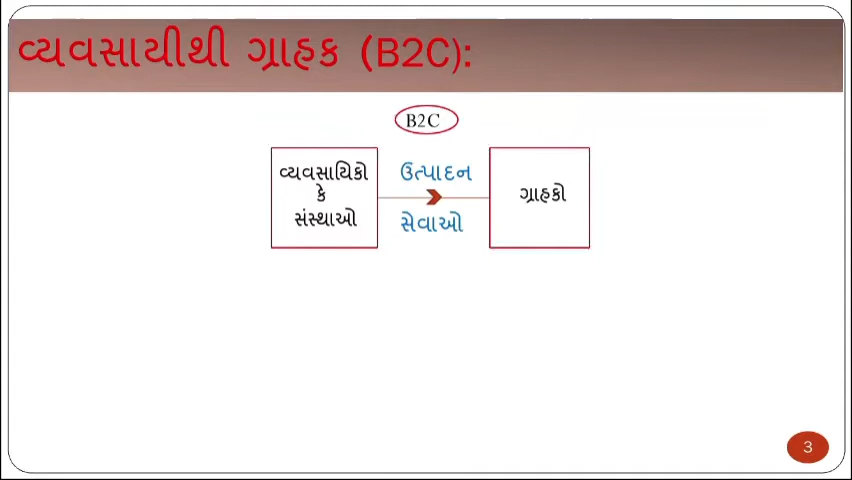 વ્યવસાયીથી ગ્રાહક (B2C):
B2C
વ્યવસાયિકો
કે
સંસ્થાઓ
ઉત્પાદન
સેવાઓ
ગ્રાહકો
3